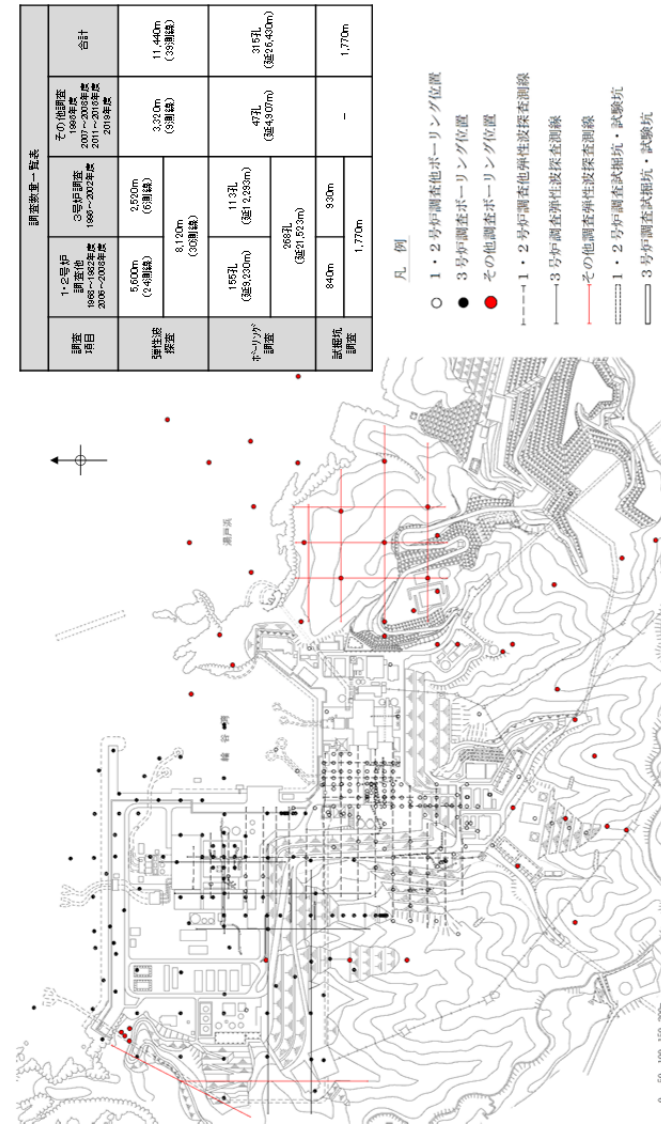 調査数量一覧表
調査
項目
1・2号炉
調査他
1966～1982年度
2006～2008年度
3号炉調査
1996～2002年度
その他調査
1996年度
2007～2008年度
2011～2016年度
2019年度
合計
弾性波
探査
5,600m
(24測線)
2,520m
(6測線)
3,320m
(9測線)
11,440m
(39測線)
8,120m
(30測線)
ボーリング
調査
155孔
(延9,230m)
113孔
(延12,293m)
47孔
(延4,907m)
315孔
(延26,430m)
268孔
(延21,523m)
試掘坑
調査
840m
930m
－
1,770m
1,770m
凡 例
1・2号炉調査他ボーリング位置
3号炉調査ボーリング位置
その他調査ボーリング位置
1・2号炉調査他弾性波探査測線
3号炉調査弾性波探査測線
その他調査弾性波探査測線
1・2号炉調査試掘坑・試験坑
3号炉調査試掘坑・試験坑
輪谷湾
0 50 100 150